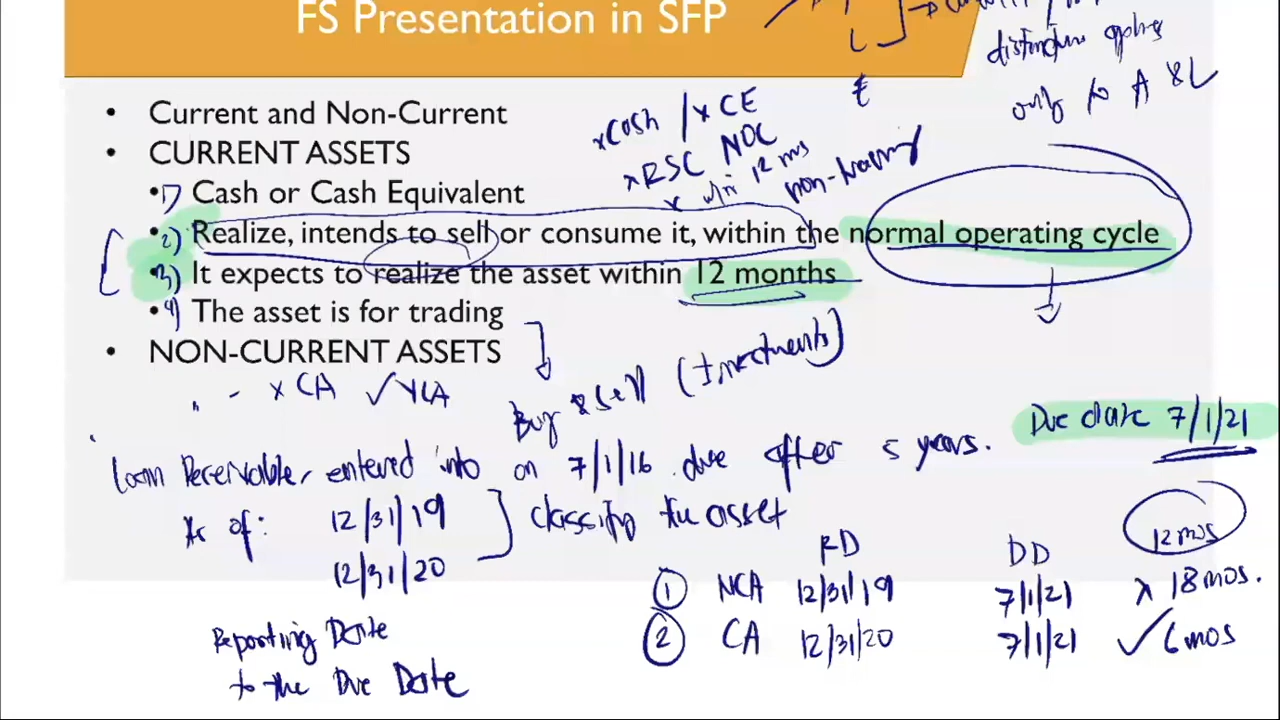 FS Presentation in SFP
L
E
distinction applies
only to A & L
• Current and Non-Current
x Cash / x CE
• CURRENT ASSETS
x RSC NOC
x w/in 12 mos
non-trading
• 1) Cash or Cash Equivalent
• 2) Realize, intends to sell or consume it, within the normal operating cycle
• 3) It expects to realize the asset within 12 months
• 4) The asset is for trading
• NON-CURRENT ASSETS
- x CA ✓ NCA
Buy & sell (Investments)
Due date 7/1/21
Loan Receivable, entered into on 7/1/16 due after 5 years.
As of: 12/31/19
12/31/20
classify the asset
RD DD 12 mos
1 NCA 12/31/19 7/1/21 x 18 mos.
2 CA 12/31/20 7/1/21 ✓ 6 mos
Reporting Date
to the Due Date